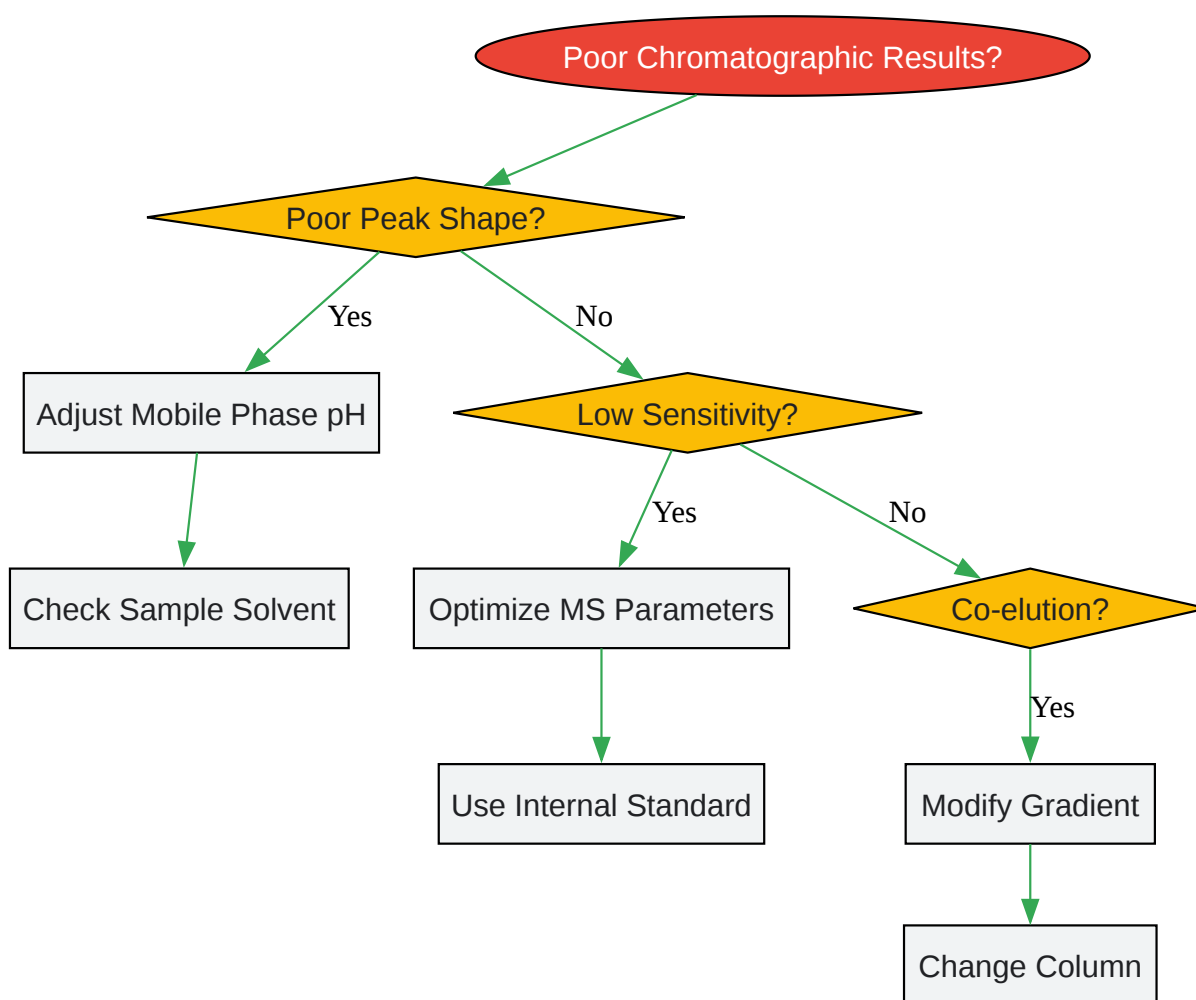 Poor Chromatographic Results?
Poor Peak Shape?
Yes
No
Adjust Mobile Phase pH
Low Sensitivity?
Yes
No
Check Sample Solvent
Optimize MS Parameters
Co-elution?
Yes
Use Internal Standard
Modify Gradient
Change Column